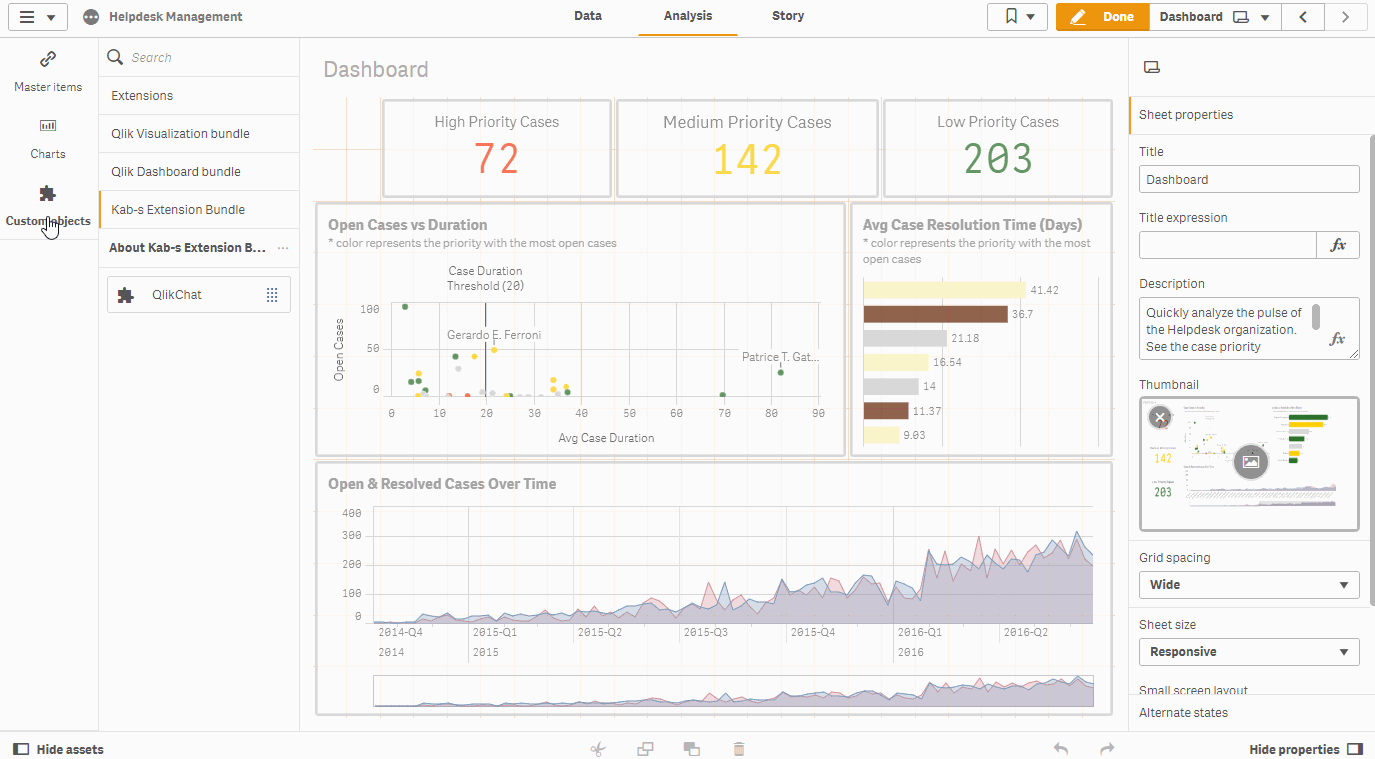 Helpdesk Management
Data
Analysis
Story
Done
Dashboard
Master items
Charts
Custom objects
Search
Extensions
Qlik Visualization bundle
Qlik Dashboard bundle
Kab-s Extension Bundle
About Kab-s Extension B...
QlikChat
Dashboard
High Priority Cases
72
Medium Priority Cases
142
Low Priority Cases
203
Open Cases vs Duration
* color represents the priority with the most open cases
Case Duration
Threshold (20)
Gerardo E. Ferroni
Patrice T. Gat...
Open Cases
100
50
0
0 10 20 30 40 50 60 70 80 90
Avg Case Duration
Avg Case Resolution Time (Days)
* color represents the priority with the most
open cases
41.42
36.7
21.18
16.54
14
11.37
9.03
Open & Resolved Cases Over Time
400
300
200
100
0
2014-Q4 2015-Q1 2015-Q2 2015-Q3 2015-Q4 2016-Q1 2016-Q2
2014 2015 2016
Sheet properties
Title
Dashboard
Title expression
fx
Description
Quickly analyze the pulse of
the Helpdesk organization.
See the case priority
fx
Thumbnail
142
203
Grid spacing
Wide
Sheet size
Responsive
Small screen layout
Alternate states
Hide assets
Hide properties